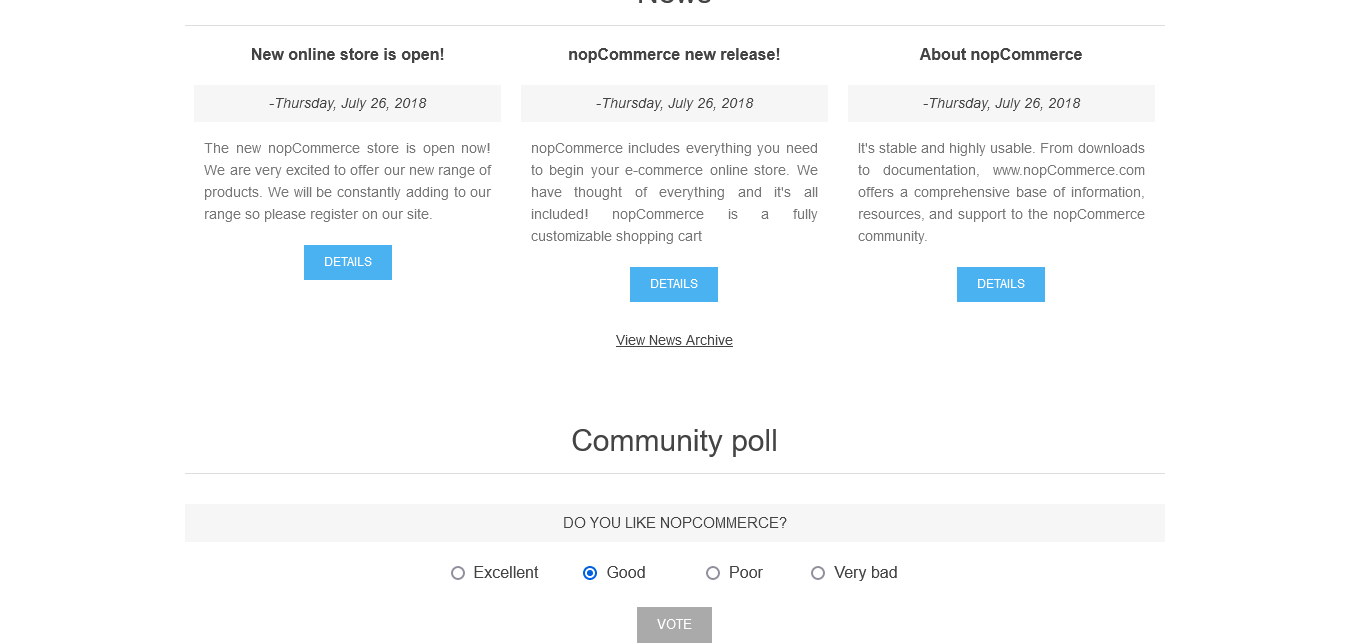 News
New online store is open!
-Thursday, July 26, 2018
The new nopCommerce store is open now!
We are very excited to offer our new range of
products. We will be constantly adding to our
range so please register on our site.
DETAILS
nopCommerce new release!
-Thursday, July 26, 2018
nopCommerce includes everything you need
to begin your e-commerce online store. We
have thought of everything and it's all
included! nopCommerce is a fully
customizable shopping cart
DETAILS
About nopCommerce
-Thursday, July 26, 2018
It's stable and highly usable. From downloads
to documentation, www.nopCommerce.com
offers a comprehensive base of information,
resources, and support to the nopCommerce
community.
DETAILS
View News Archive
Community poll
DO YOU LIKE NOPCOMMERCE?
Excellent Good Poor Very bad
VOTE